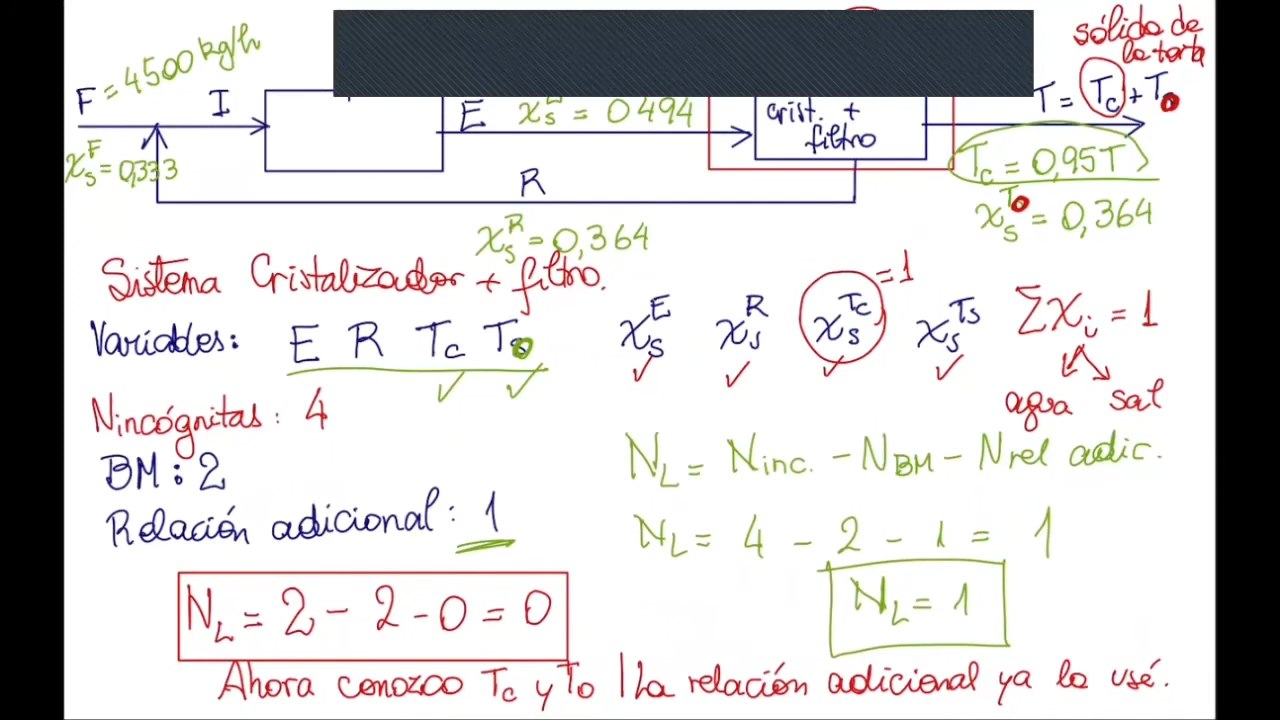 sólido de
la torta
F = 4500 kg/h
I
E
x_S = 0,494
crist. +
filtro
T = T_C + T_0
x_S^F = 0,333
R
T_C = 0,95T
x_S^R = 0,364
x_S^T0 = 0,364
Sistema Cristalizador + filtro.
Variables: E R T_C T_0
x_S^E x_S^R x_S^TC = 1 x_S^TS Σx_i = 1
agua sal
Nincógnitas: 4
BM: 2
N_L = N_inc. - N_BM - N_rel adic.
Relación adicional: 1
N_L = 4 - 2 - 1 = 1
N_L = 2 - 2 - 0 = 0
N_L = 1
Ahora conozco T_C y T_0 | La relación adicional ya la usé.